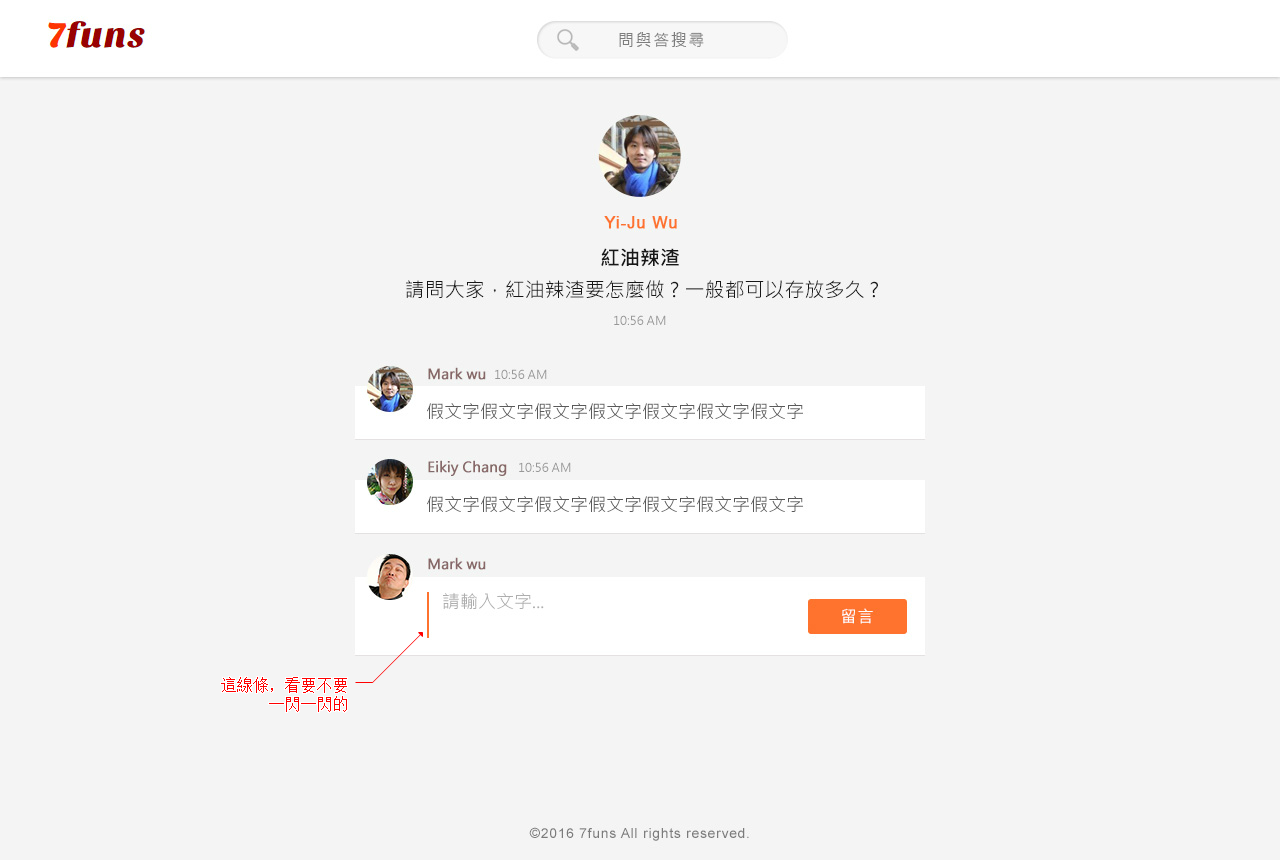 7funs
問與答搜尋
Yi-Ju Wu
紅油辣渣
請問大家，紅油辣渣要怎麼做？一般都可以存放多久？
10:56 AM
Mark wu 10:56 AM
假文字假文字假文字假文字假文字假文字假文字
Eikiy Chang 10:56 AM
假文字假文字假文字假文字假文字假文字假文字
Mark wu
請輸入文字...
留言
這線條，看要不要
一閃一閃的
©2016 7funs All rights reserved.